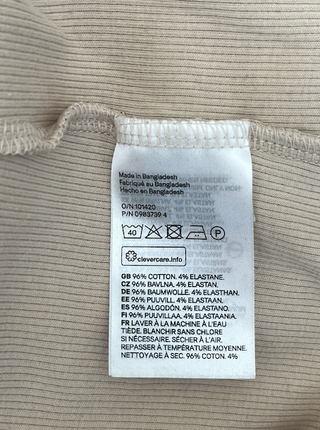 Made in Bangladesh
Fabriqué au Bangladesh
Hecho en Bangladesh
O/N 101420
P/N 0983739 4
40
P
clevercare.info
GB 96% COTTON. 4% ELASTANE.
CZ 96% BAVLNA. 4% ELASTAN.
DE 96% BAUMWOLLE. 4% ELASTHAN.
EE 96% PUUVILL. 4% ELASTAAN.
ES 96% ALGODÓN. 4% ELASTANO.
FI 96% PUUVILLAA. 4% ELASTAANIA.
FR LAVER À LA MACHINE À L'EAU
TIÈDE. BLANCHIR SANS CHLORE
SI NÉCESSAIRE. SÉCHER À L'AIR.
REPASSER À TEMPÉRATURE MOYENNE.
NETTOYAGE À SEC. 96% COTON. 4%